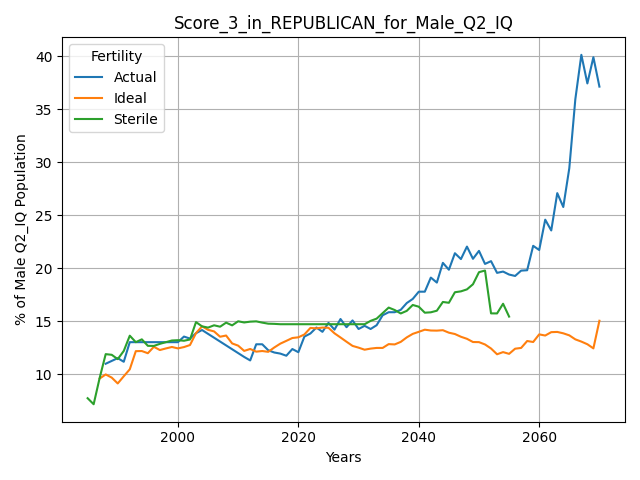 Score_3_in_REPUBLICAN_for_Male_Q2_IQ
% of Male Q2_IQ Population
40
35
30
25
20
15
10
Fertility
Actual
Ideal
Sterile
2000
2020
2040
2060
Years